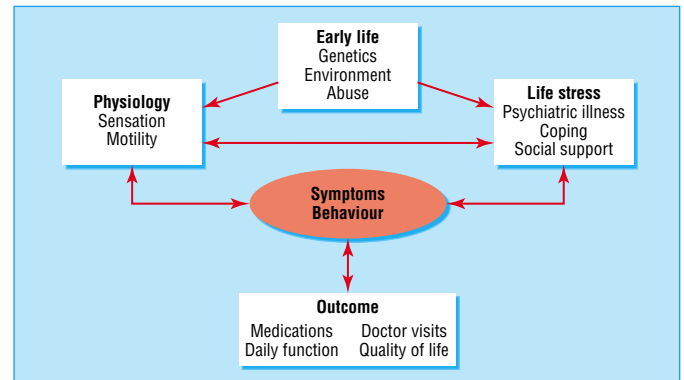 Early life
Genetics
Environment
Abuse
Physiology
Sensation
Motility
Life stress
Psychiatric illness
Coping
Social support
Symptoms
Behaviour
Outcome
Medications Doctor visits
Daily function Quality of life